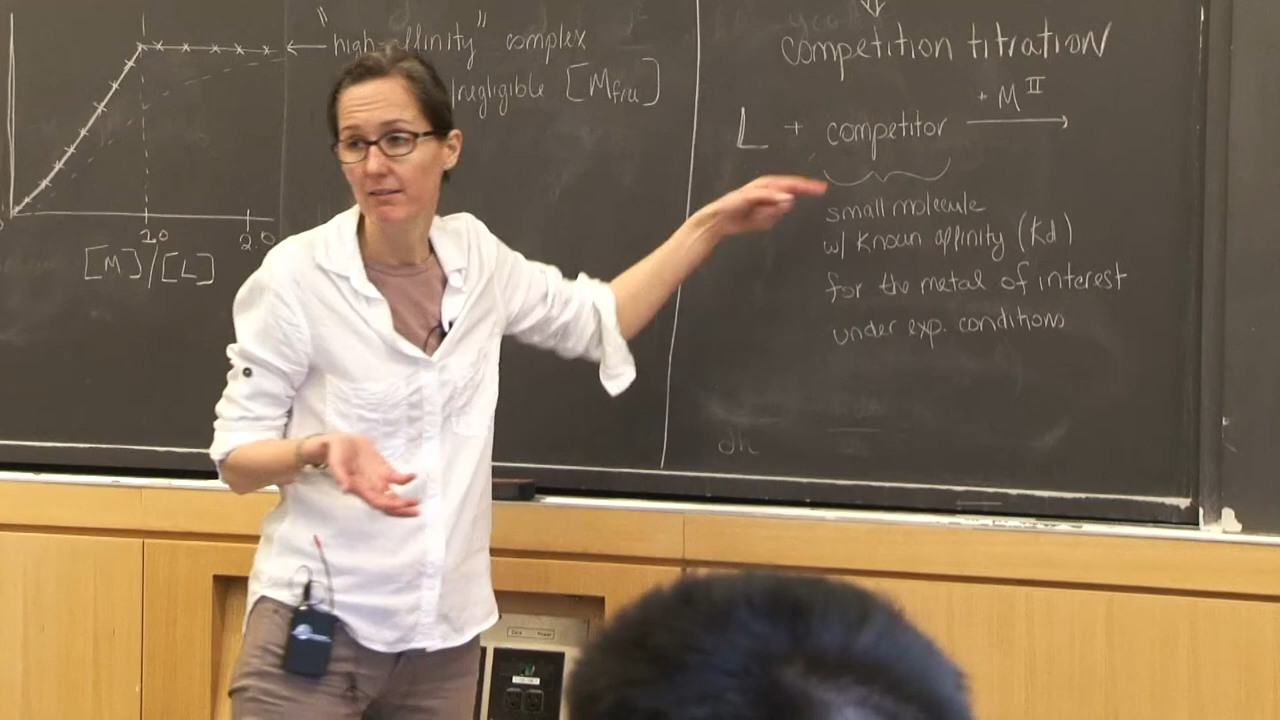 "high-affinity" complex
negligible [Mfree]
1.0
2.0
[M]/[L]
competition titration
L + competitor
+ M II
small molecule
w/ known affinity (Kd)
for the metal of interest
under exp. conditions